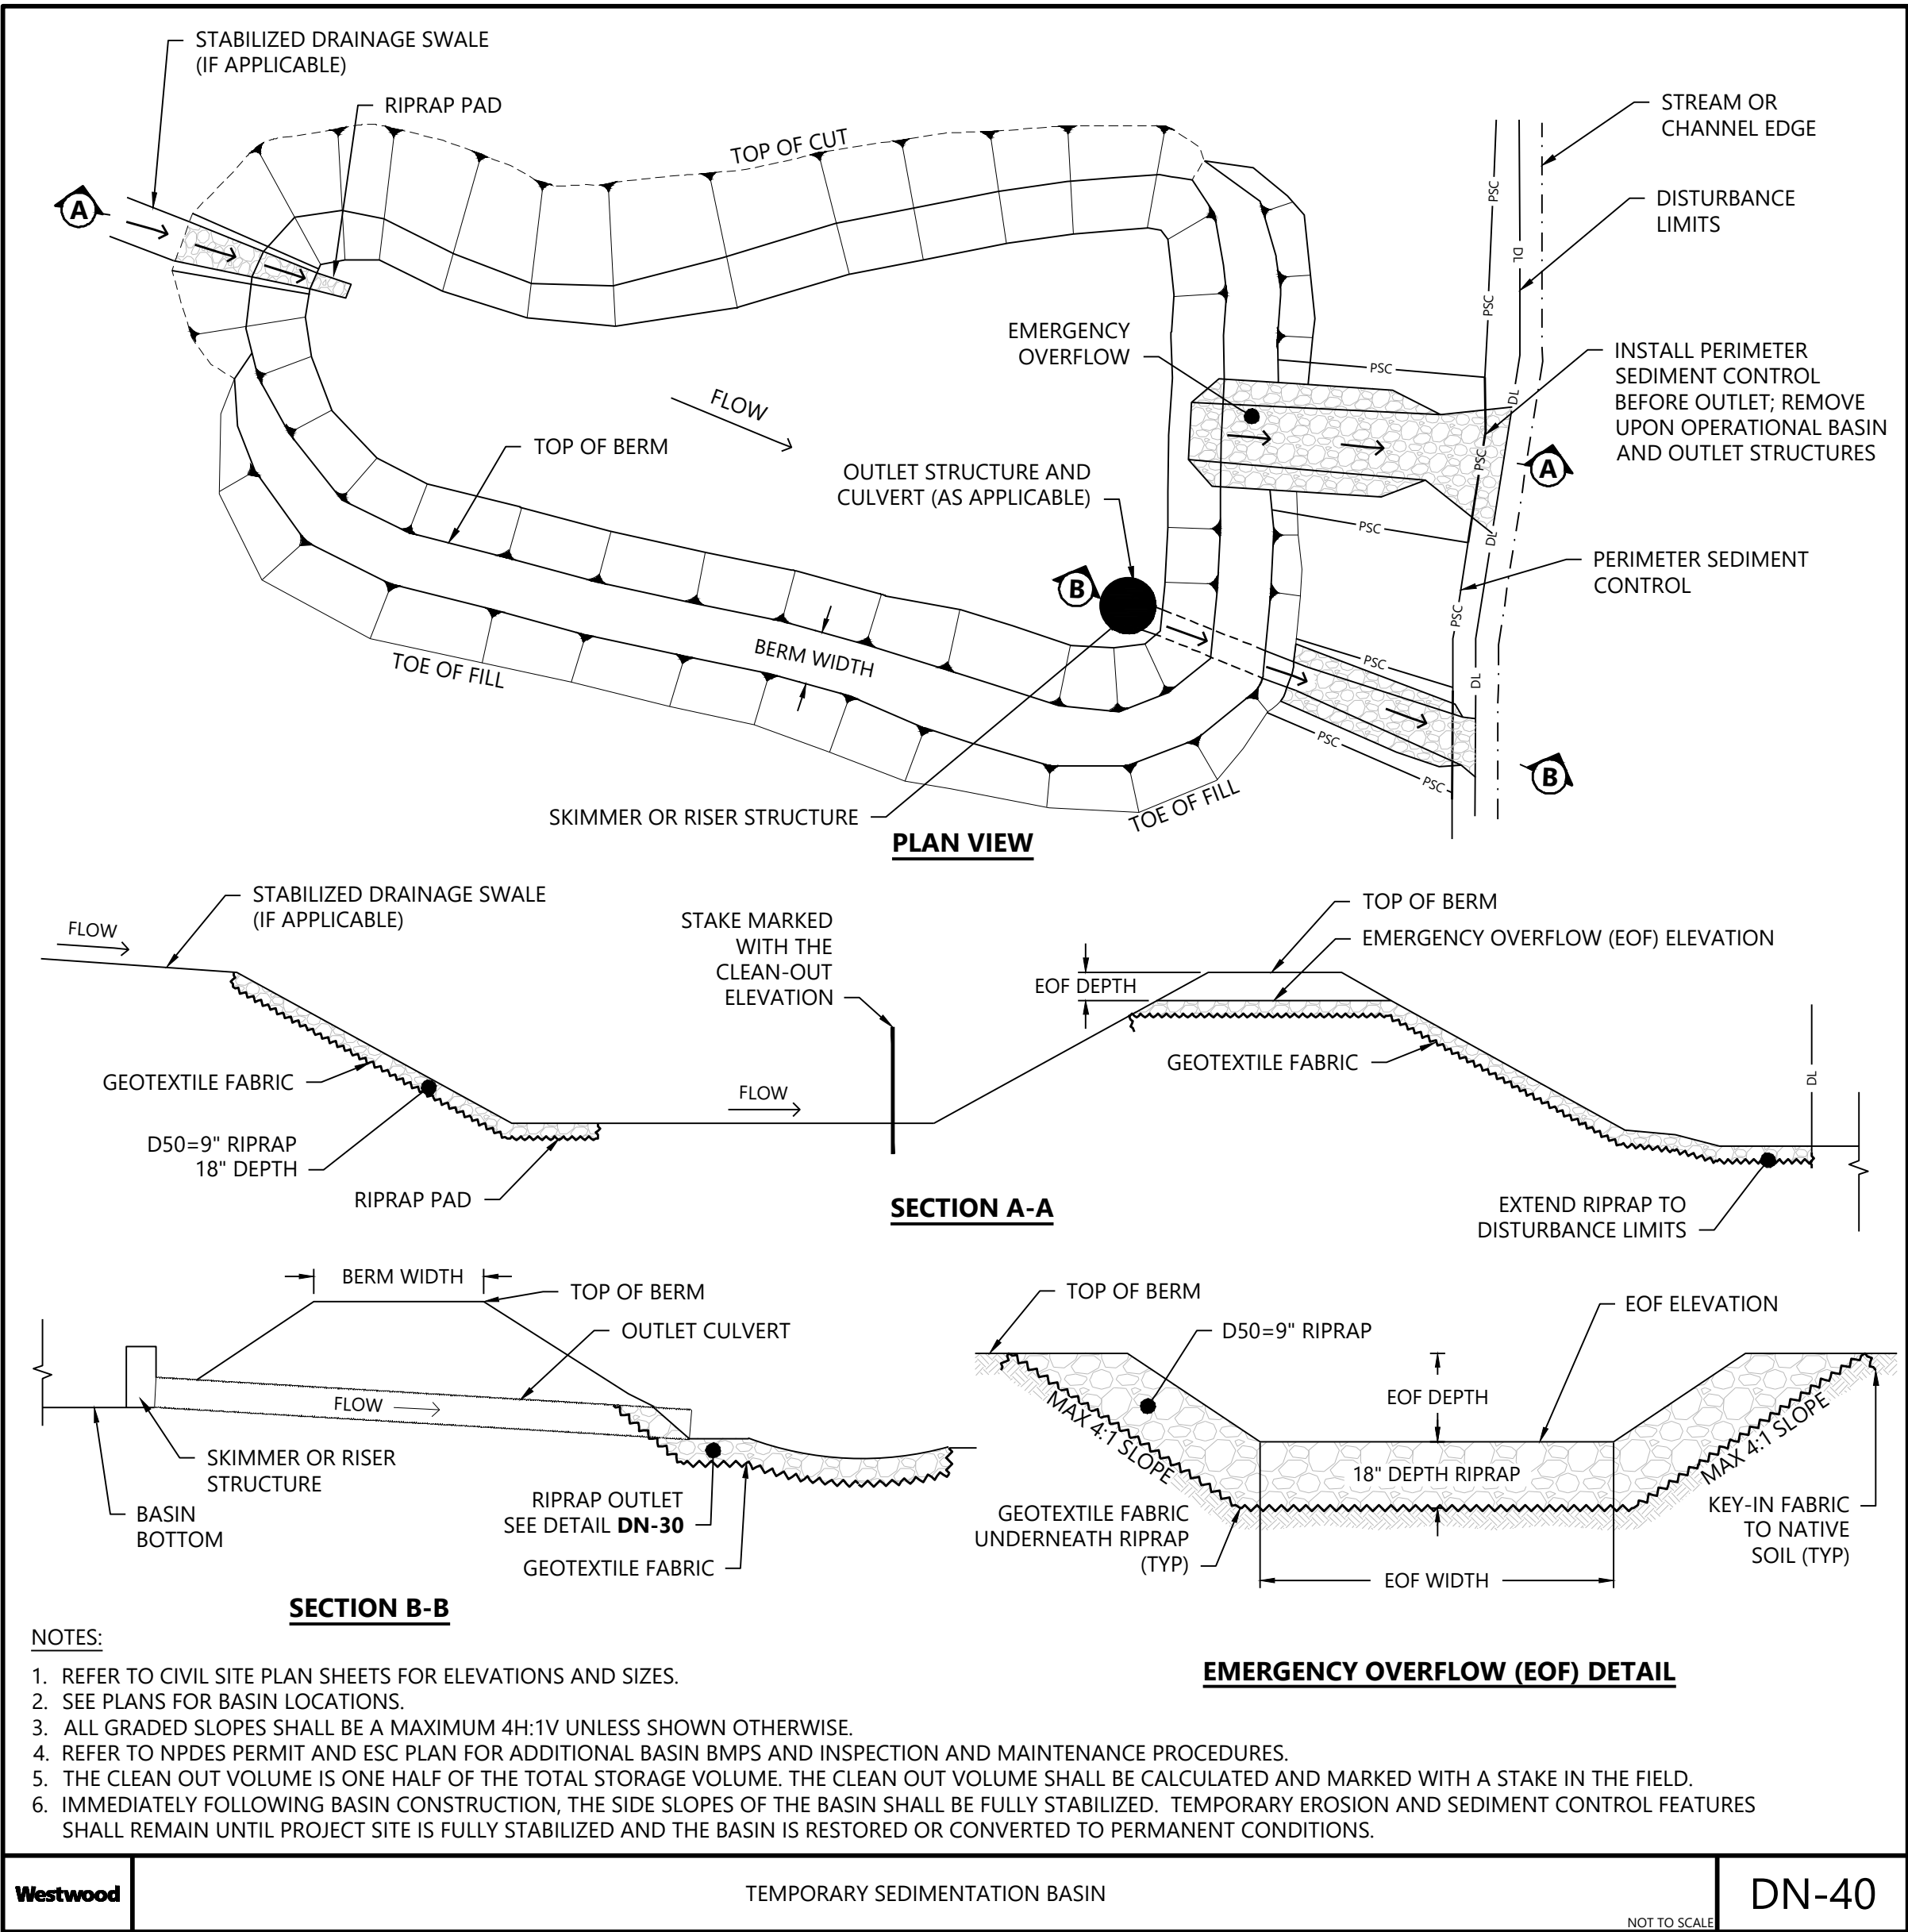 STABILIZED DRAINAGE SWALE
(IF APPLICABLE)
RIPRAP PAD
TOP OF CUT
STREAM OR
CHANNEL EDGE
A
PSC
DISTURBANCE
LIMITS
DL
PSC
EMERGENCY
OVERFLOW
INSTALL PERIMETER
SEDIMENT CONTROL
BEFORE OUTLET; REMOVE
UPON OPERATIONAL BASIN
AND OUTLET STRUCTURES
PSC
DL
FLOW
TOP OF BERM
OUTLET STRUCTURE AND
CULVERT (AS APPLICABLE)
PSC
A
PSC
DL
PERIMETER SEDIMENT
CONTROL
B
PSC
BERM WIDTH
TOE OF FILL
PSC
DL
PSC
PSC
B
SKIMMER OR RISER STRUCTURE
TOE OF FILL
PLAN VIEW
STABILIZED DRAINAGE SWALE
(IF APPLICABLE)
FLOW
STAKE MARKED
WITH THE
CLEAN-OUT
ELEVATION
TOP OF BERM
EMERGENCY OVERFLOW (EOF) ELEVATION
EOF DEPTH
GEOTEXTILE FABRIC
GEOTEXTILE FABRIC
FLOW
DL
D50=9" RIPRAP
18" DEPTH
RIPRAP PAD
EXTEND RIPRAP TO
DISTURBANCE LIMITS
SECTION A-A
BERM WIDTH
TOP OF BERM
OUTLET CULVERT
FLOW
SKIMMER OR RISER
STRUCTURE
BASIN
BOTTOM
RIPRAP OUTLET
SEE DETAIL DN-30
GEOTEXTILE FABRIC
SECTION B-B
TOP OF BERM
D50=9" RIPRAP
EOF ELEVATION
EOF DEPTH
MAX 4:1 SLOPE
18" DEPTH RIPRAP
MAX 4:1 SLOPE
GEOTEXTILE FABRIC
UNDERNEATH RIPRAP
(TYP)
KEY-IN FABRIC
TO NATIVE
SOIL (TYP)
EOF WIDTH
EMERGENCY OVERFLOW (EOF) DETAIL
NOTES:
1. REFER TO CIVIL SITE PLAN SHEETS FOR ELEVATIONS AND SIZES.
2. SEE PLANS FOR BASIN LOCATIONS.
3. ALL GRADED SLOPES SHALL BE A MAXIMUM 4H:1V UNLESS SHOWN OTHERWISE.
4. REFER TO NPDES PERMIT AND ESC PLAN FOR ADDITIONAL BASIN BMPS AND INSPECTION AND MAINTENANCE PROCEDURES.
5. THE CLEAN OUT VOLUME IS ONE HALF OF THE TOTAL STORAGE VOLUME. THE CLEAN OUT VOLUME SHALL BE CALCULATED AND MARKED WITH A STAKE IN THE FIELD.
6. IMMEDIATELY FOLLOWING BASIN CONSTRUCTION, THE SIDE SLOPES OF THE BASIN SHALL BE FULLY STABILIZED. TEMPORARY EROSION AND SEDIMENT CONTROL FEATURES
SHALL REMAIN UNTIL PROJECT SITE IS FULLY STABILIZED AND THE BASIN IS RESTORED OR CONVERTED TO PERMANENT CONDITIONS.
Westwood
TEMPORARY SEDIMENTATION BASIN
NOT TO SCALE
DN-40